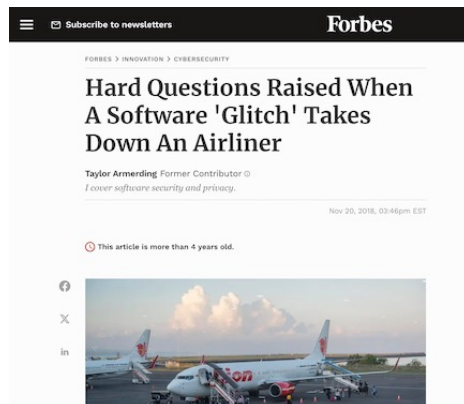 Subscribe to newsletters
Forbes
FORBES > INNOVATION > CYBERSECURITY
Hard Questions Raised When
A Software 'Glitch' Takes
Down An Airliner
Taylor Armerding Former Contributor
I cover software security and privacy.
Nov 20, 2018, 03:46pm EST
This article is more than 4 years old.
in
ion